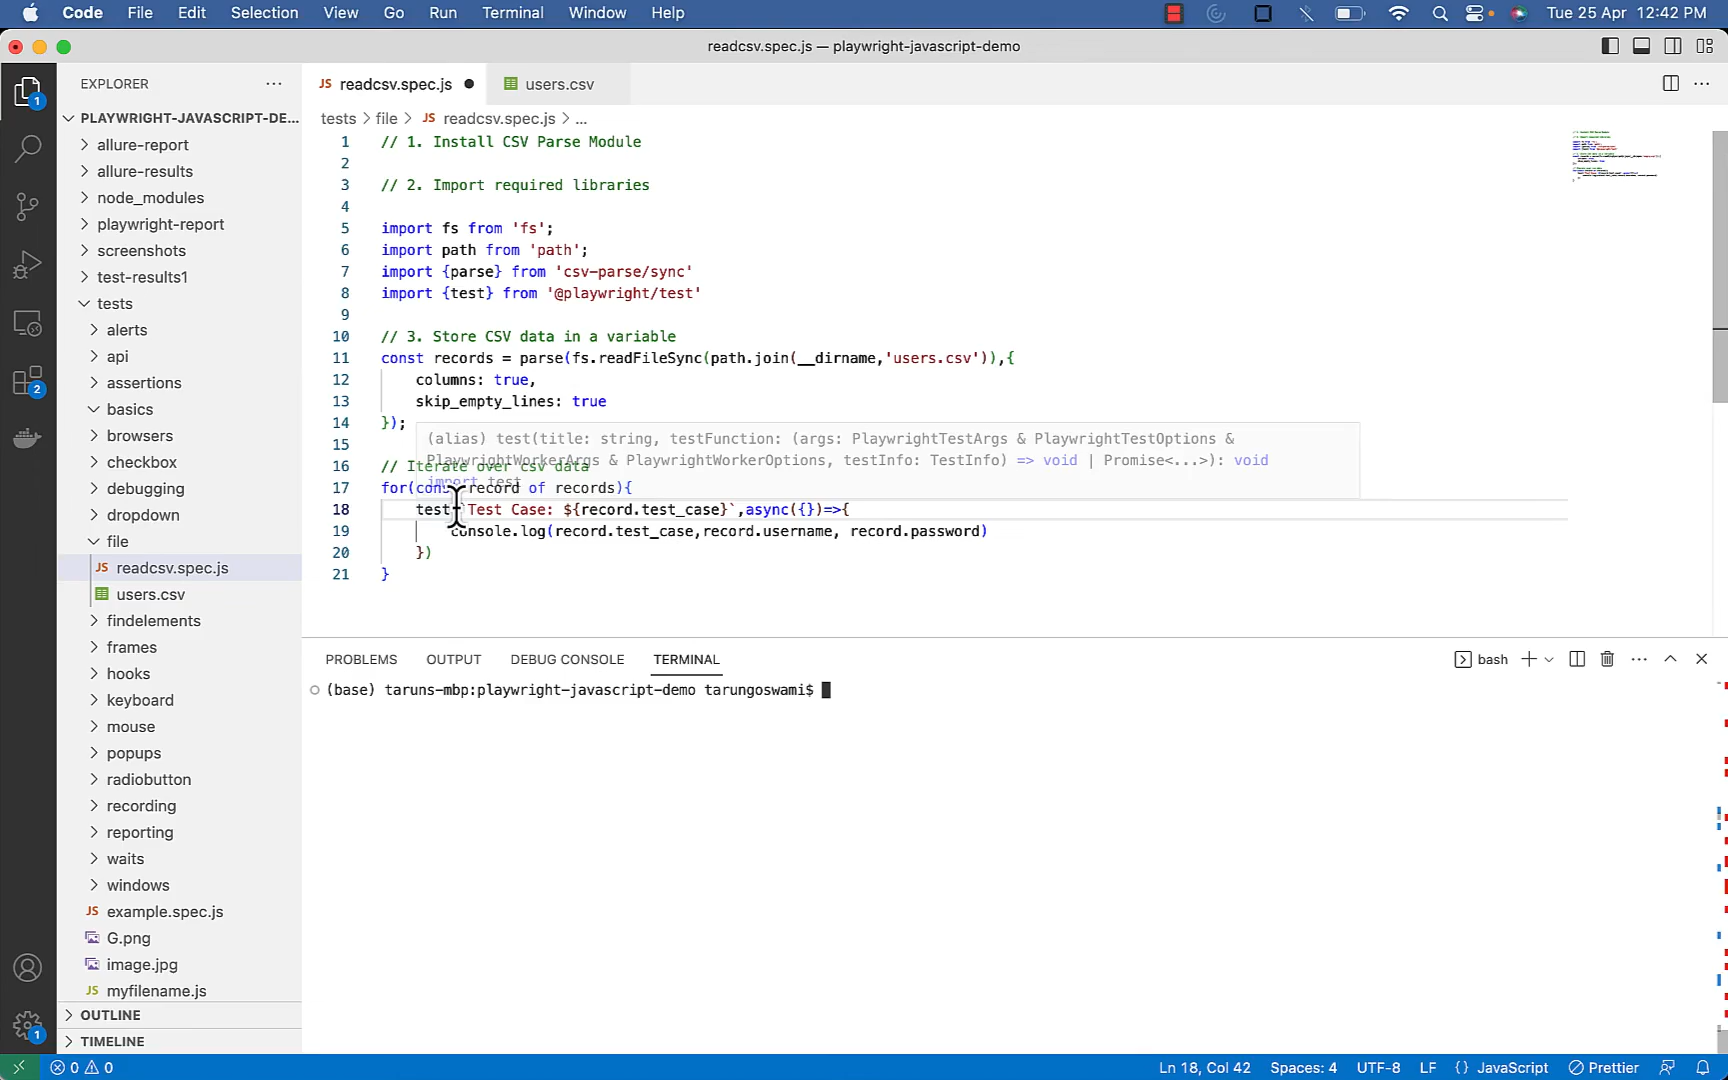 Code File Edit Selection View Go Run Terminal Window Help Tue 25 Apr 12:42 PM
readcsv.spec.js — playwright-javascript-demo
EXPLORER
readcsv.spec.js
users.csv
tests > file > JS readcsv.spec.js > ...
PLAYWRIGHT-JAVASCRIPT-DE...
allure-report
allure-results
node_modules
playwright-report
screenshots
test-results1
tests
alerts
api
assertions
basics
browsers
checkbox
debugging
dropdown
file
JS readcsv.spec.js
users.csv
findelements
frames
hooks
keyboard
mouse
popups
radiobutton
recording
reporting
waits
windows
JS example.spec.js
G.png
image.jpg
JS myfilename.js
OUTLINE
TIMELINE
1 // 1. Install CSV Parse Module
2
3 // 2. Import required libraries
4
5 import fs from 'fs';
6 import path from 'path';
7 import {parse} from 'csv-parse/sync'
8 import {test} from '@playwright/test'
9
10 // 3. Store CSV data in a variable
11 const records = parse(fs.readFileSync(path.join(__dirname,'users.csv')),{
12 columns: true,
13 skip_empty_lines: true
14 });
(alias) test(title: string, testFunction: (args: PlaywrightTestArgs & PlaywrightTestOptions &
15
PlaywrightWorkerArgs & PlaywrightWorkerOptions, testInfo: TestInfo) => void | Promise<...>): void
16 // Iterate over csv data
import test
17 for(const record of records){
18 test(`Test Case: ${record.test_case}`,async({})=>{
19 console.log(record.test_case,record.username, record.password)
20 })
21 }
PROBLEMS OUTPUT DEBUG CONSOLE TERMINAL
bash
(base) taruns-mbp:playwright-javascript-demo tarungoswami$
0 0 Ln 18, Col 42 Spaces: 4 UTF-8 LF {} JavaScript Prettier